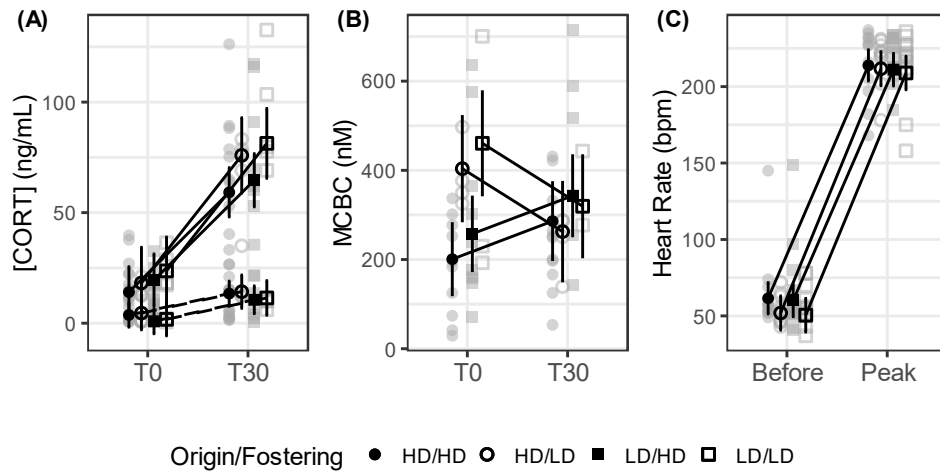 (A) (B) (C)
[CORT] (ng/mL)
100
50
0
T0 T30
MCBC (nM)
600
400
200
0
T0 T30
Heart Rate (bpm)
200
150
100
50
Before Peak
Origin/Fostering HD/HD HD/LD LD/HD LD/LD